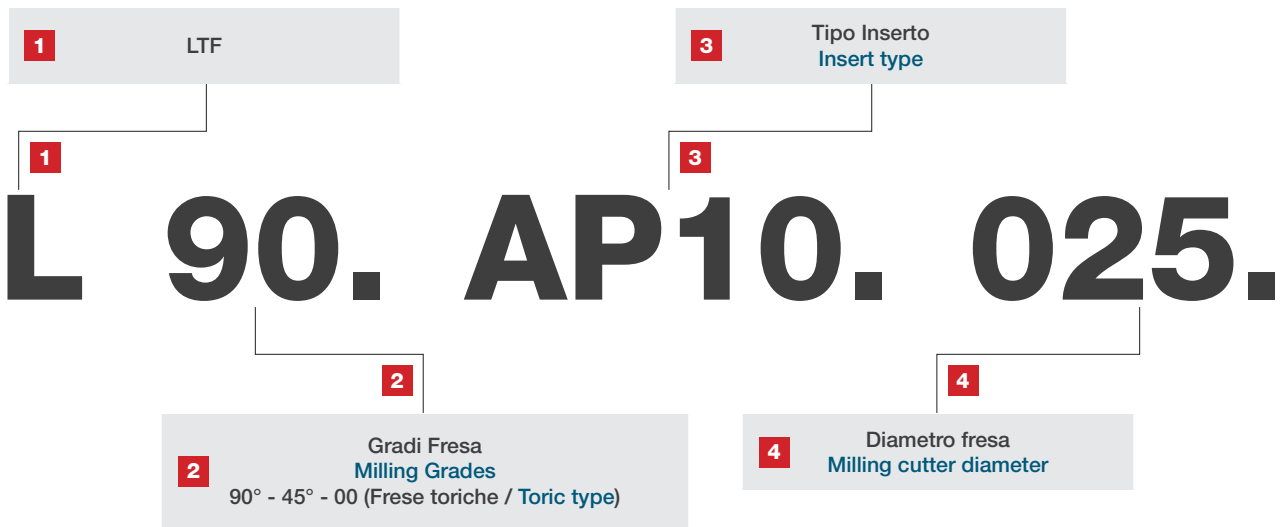 1 LTF
3 Tipo Inserto
Insert type
1
3
L 90. AP10. 025.
2
4
2 Gradi Fresa
Milling Grades
90° - 45° - 00 (Frese toriche / Toric type)
4 Diametro fresa
Milling cutter diameter